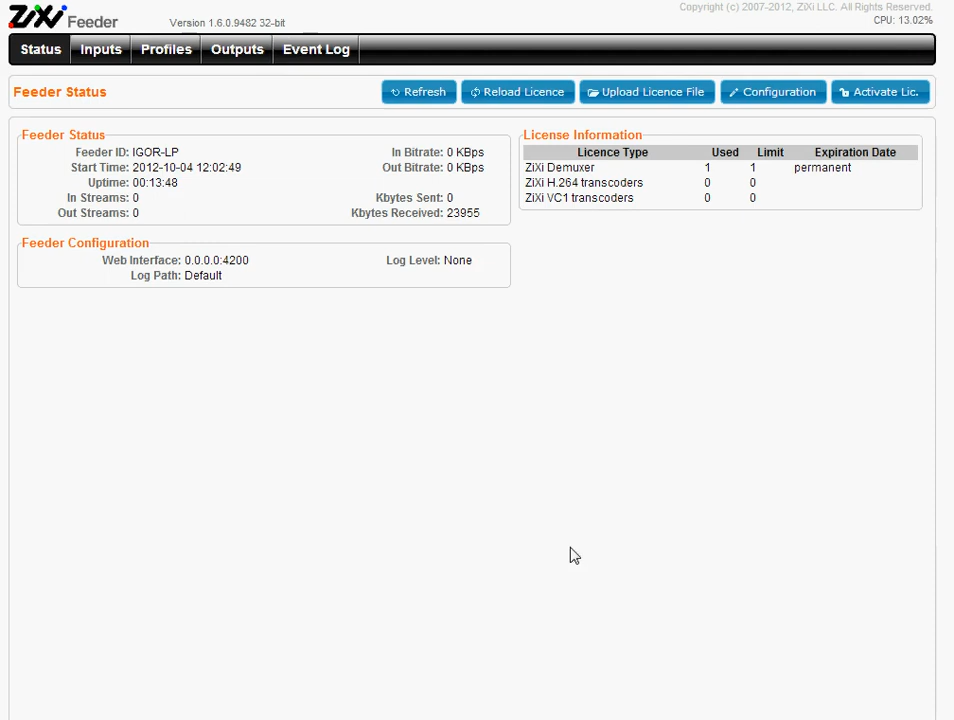 ZiXi Feeder Version 1.6.0.9482 32-bit
Copyright (c) 2007-2012, ZiXi LLC. All Rights Reserved.
CPU: 13.02%
Status Inputs Profiles Outputs Event Log
Feeder Status Refresh Reload Licence Upload Licence File Configuration Activate Lic.
Feeder Status
Feeder ID: IGOR-LP In Bitrate: 0 KBps
Start Time: 2012-10-04 12:02:49 Out Bitrate: 0 KBps
Uptime: 00:13:48
In Streams: 0 Kbytes Sent: 0
Out Streams: 0 Kbytes Received: 23955
License Information
Licence Type Used Limit Expiration Date
ZiXi Demuxer 1 1 permanent
ZiXi H.264 transcoders 0 0
ZiXi VC1 transcoders 0 0
Feeder Configuration
Web Interface: 0.0.0.0:4200 Log Level: None
Log Path: Default